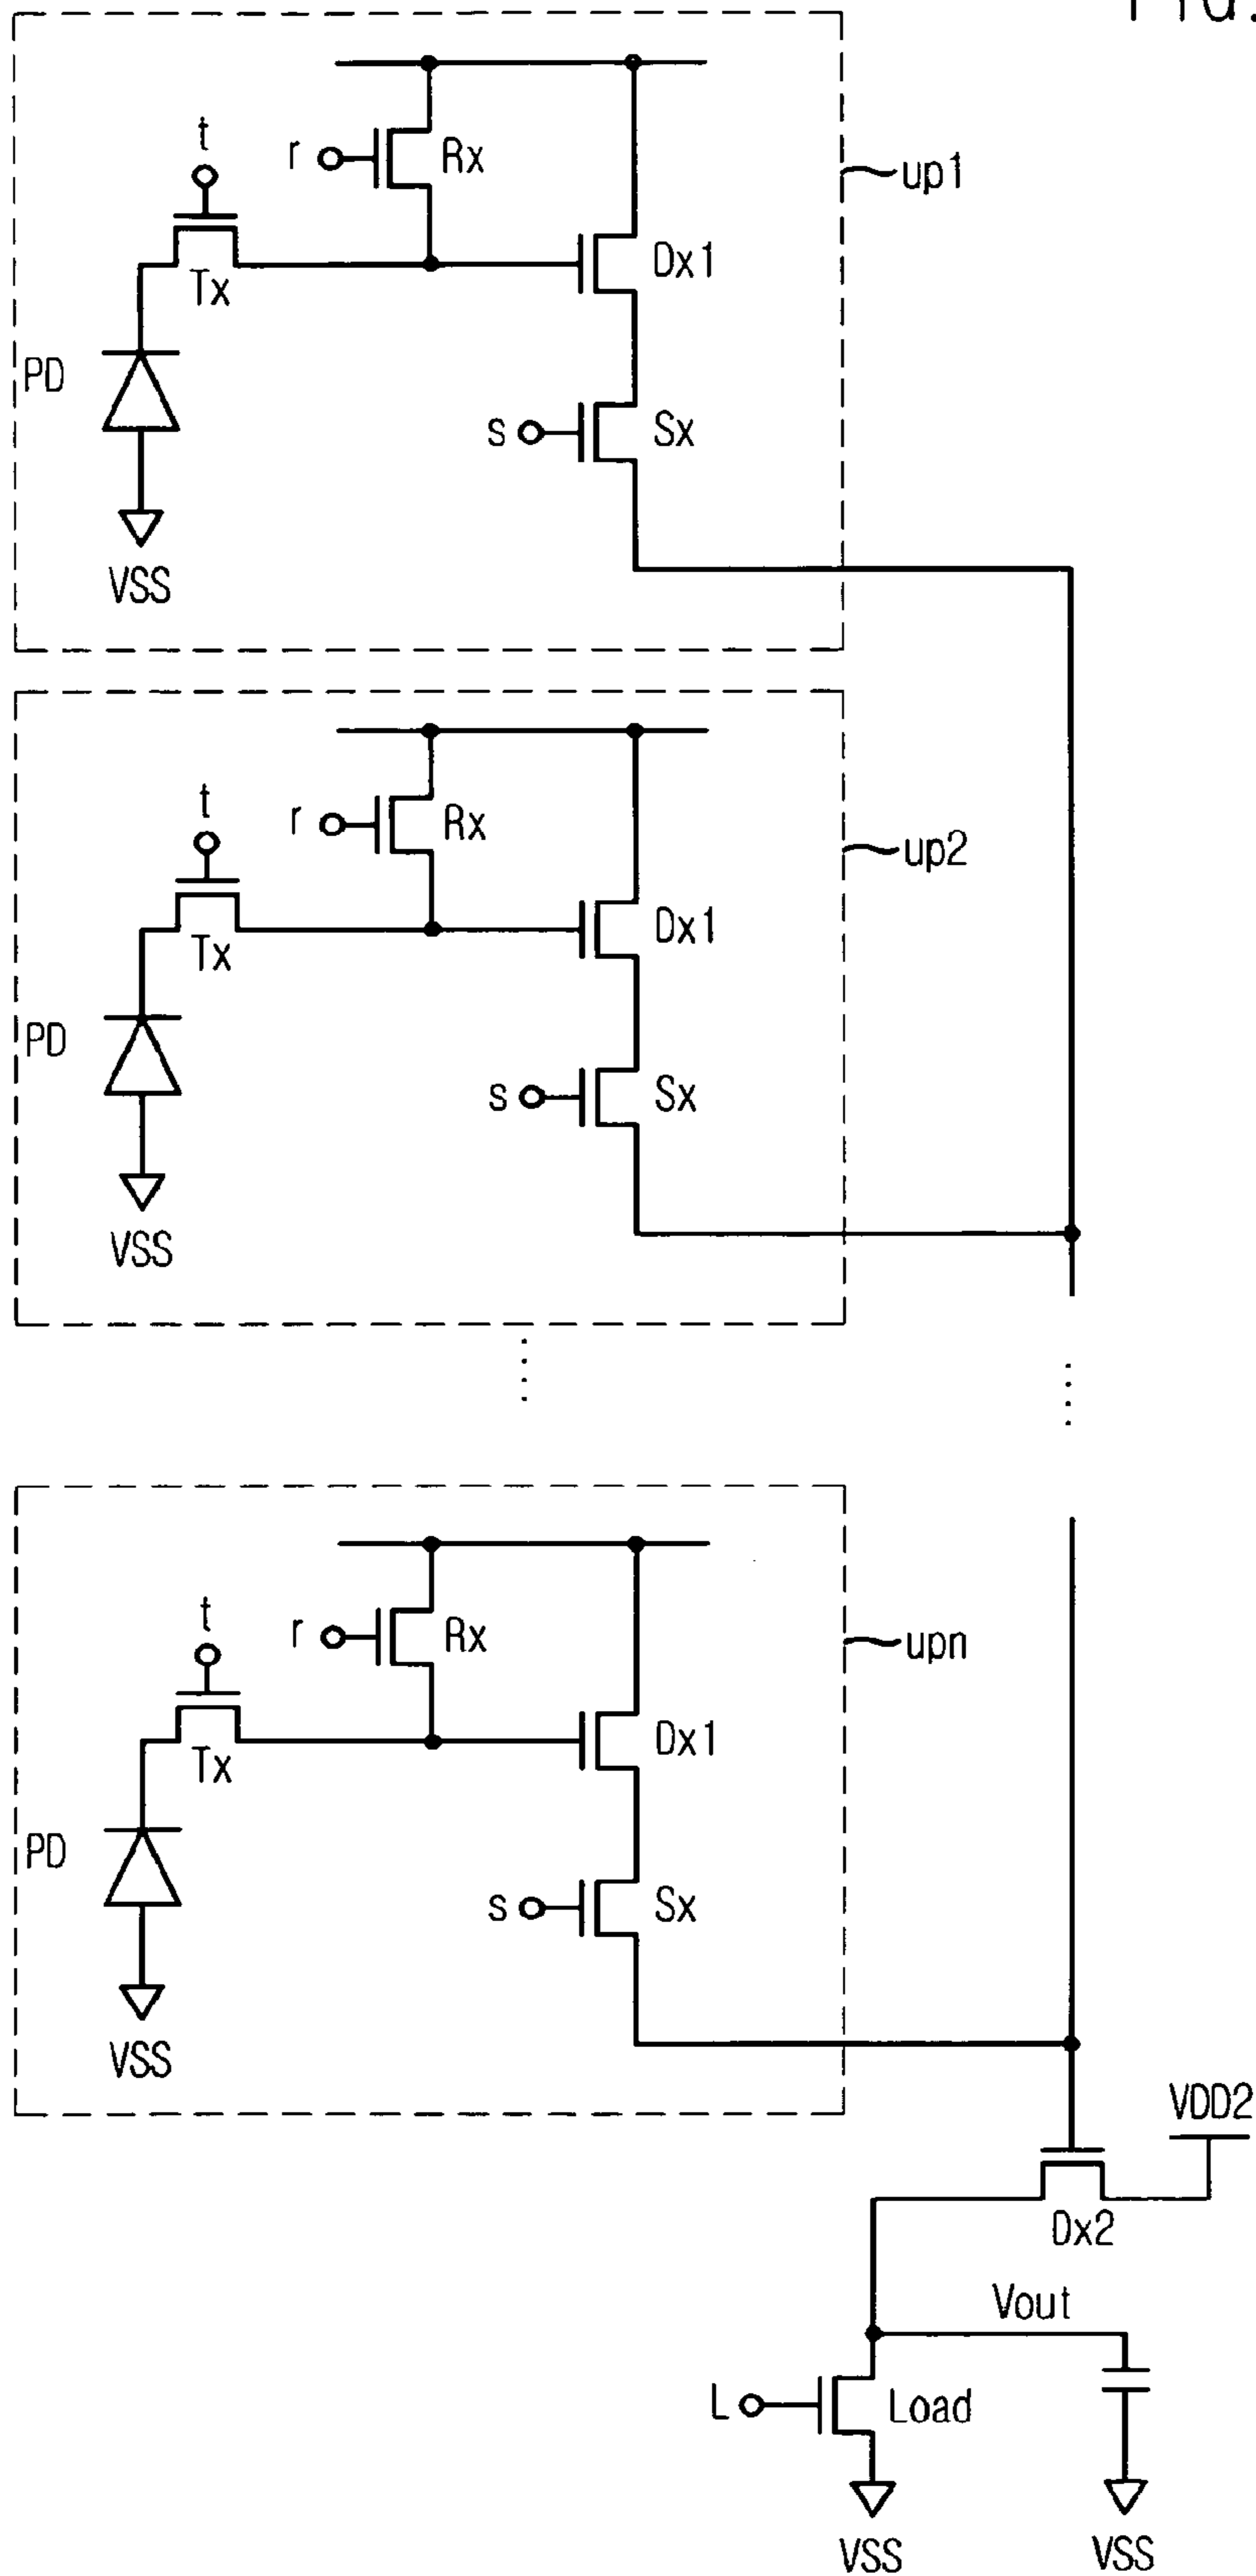 t
r
Rx
up1
Tx
Dx1
PD
s
Sx
VSS
t
r
Rx
up2
Tx
Dx1
PD
s
Sx
VSS
t
r
Rx
upn
Tx
Dx1
PD
s
Sx
VSS
VDD2
Dx2
Vout
L
Load
VSS
VSS